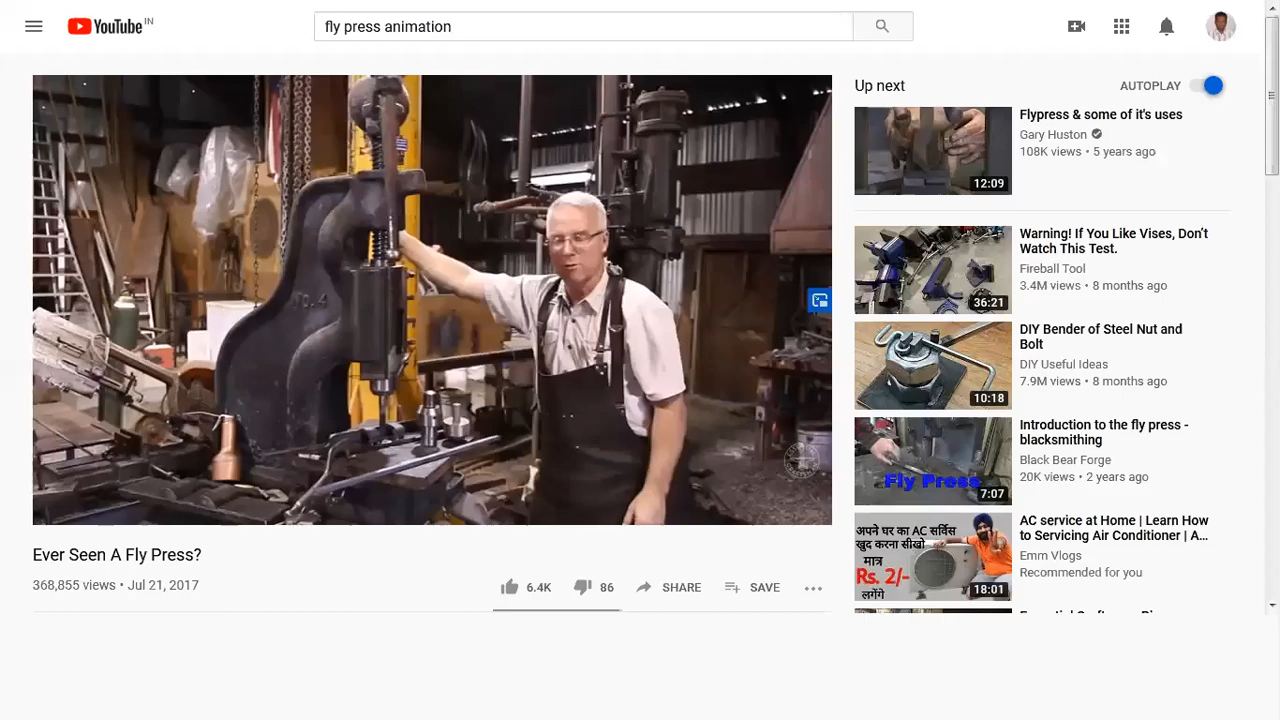 YouTube IN
fly press animation
NO. 4
Ever Seen A Fly Press?
368,855 views • Jul 21, 2017
6.4K
86
SHARE
SAVE
Up next
AUTOPLAY
Flypress & some of it's uses
Gary Huston
108K views • 5 years ago
12:09
Warning! If You Like Vises, Don't
Watch This Test.
Fireball Tool
3.4M views • 8 months ago
36:21
DIY Bender of Steel Nut and
Bolt
DIY Useful Ideas
7.9M views • 8 months ago
10:18
Introduction to the fly press -
blacksmithing
Black Bear Forge
20K views • 2 years ago
Fly Press
7:07
अपने घर का AC सर्विस
खुद करना सीखो
मात्र
Rs. 2/-
लगेंगे
18:01
AC service at Home | Learn How
to Servicing Air Conditioner | A...
Emm Vlogs
Recommended for you